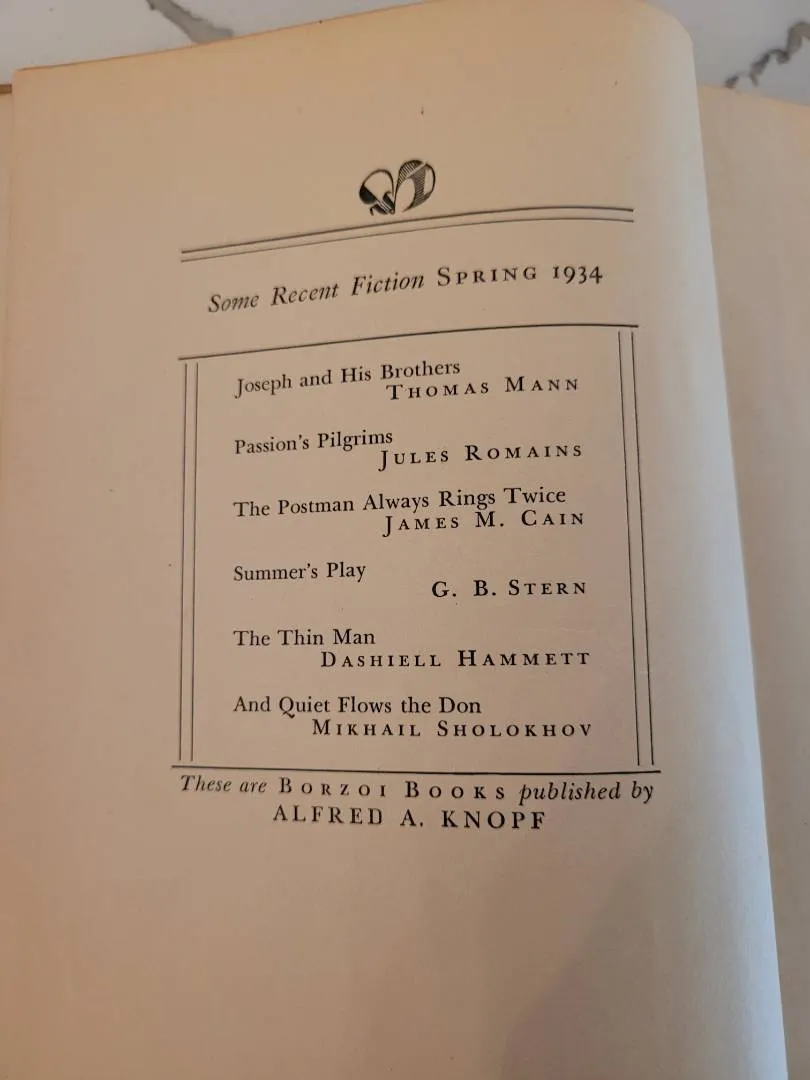 Some Recent Fiction SPRING 1934
Joseph and His Brothers
THOMAS MANN
Passion's Pilgrims
JULES ROMAINS
The Postman Always Rings Twice
JAMES M. CAIN
Summer's Play
G. B. STERN
The Thin Man
DASHIELL HAMMETT
And Quiet Flows the Don
MIKHAIL SHOLOKHOV
These are BORZOI BOOKS published by
ALFRED A. KNOPF